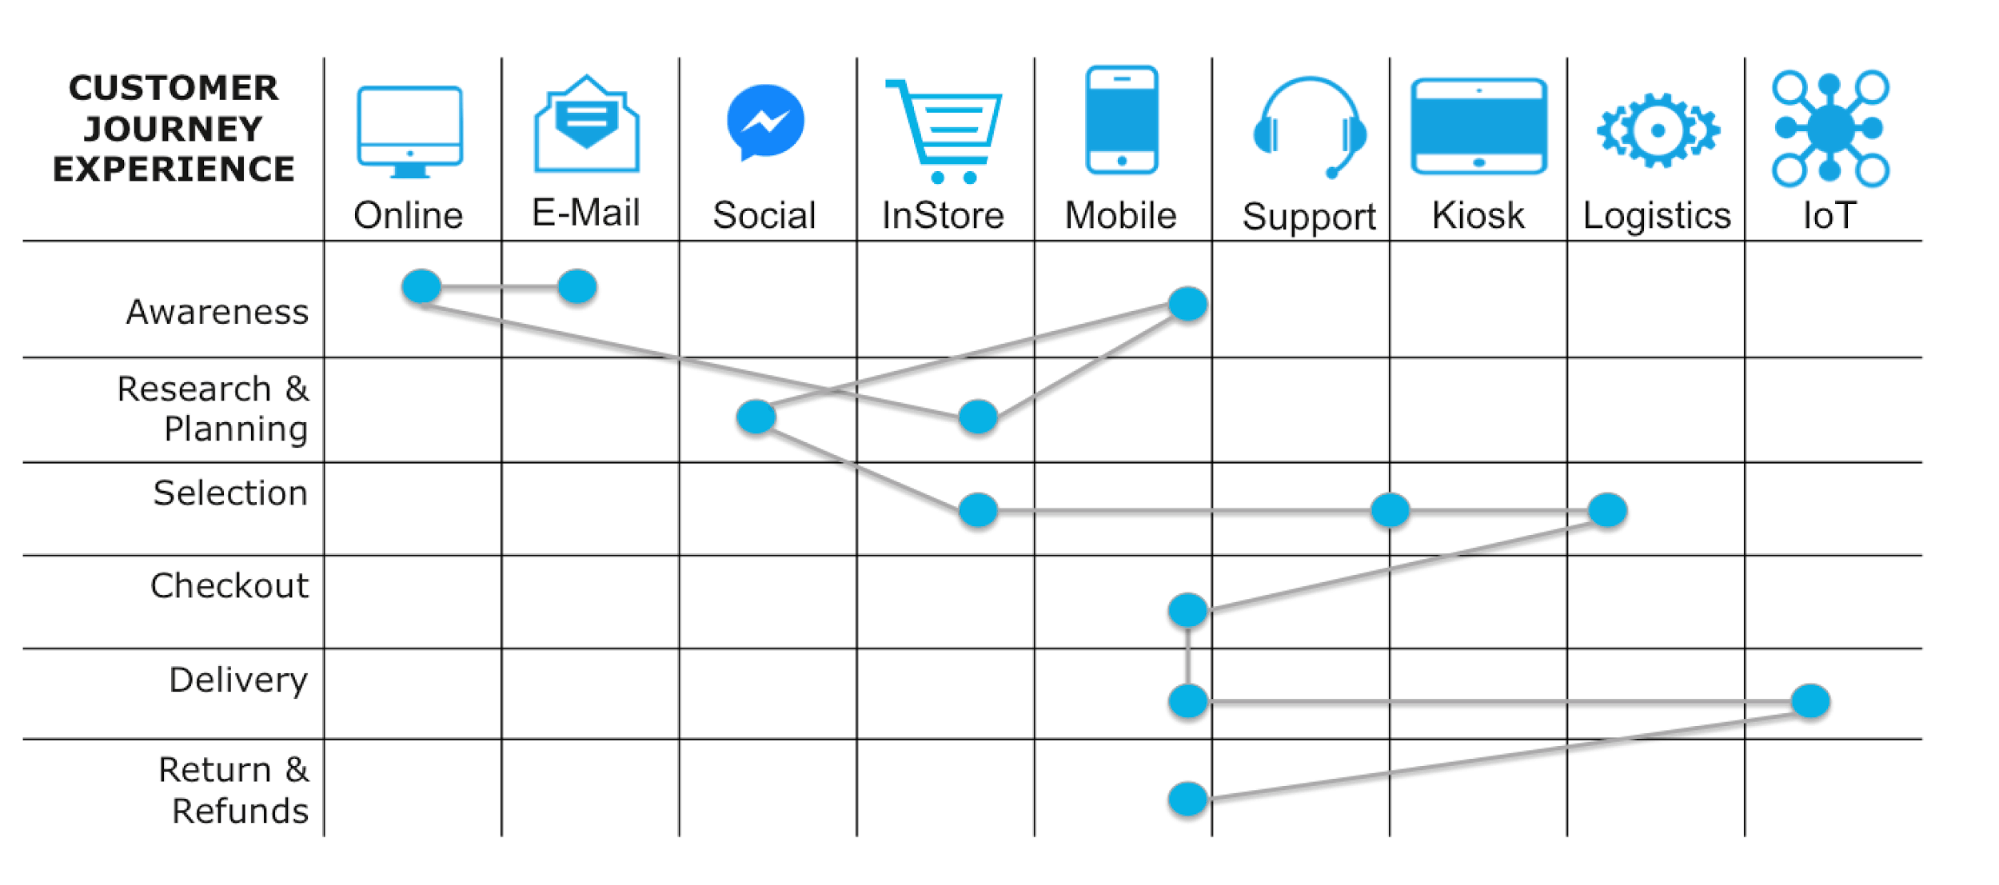 CUSTOMER
JOURNEY
EXPERIENCE
Online
E-Mail
Social
InStore
Mobile
Support
Kiosk
Logistics
IoT
Awareness
Research &
Planning
Selection
Checkout
Delivery
Return &
Refunds